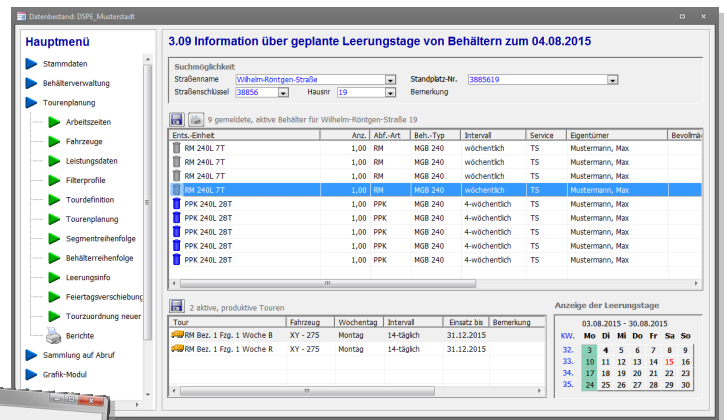 Datenbestand: DSPE_Musterstadt
Hauptmenü
Stammdaten
Behälterverwaltung
Tourenplanung
Arbeitszeiten
Fahrzeuge
Leistungsdaten
Filterprofile
Tourdefinition
Tourenplanung
Segmentreihenfolge
Behälterreihenfolge
Leerungsinfo
Feiertagsverschiebung
Tourzuordnung neuer
Berichte
Sammlung auf Abruf
Grafik-Modul
3.09 Information über geplante Leerungstage von Behältern zum 04.08.2015
Suchmöglichkeit
Straßenname Wilhelm-Röntgen-Straße Standplatz-Nr. 3885619
Straßenschlüssel 38856 Hausnr 19 Bemerkung
9 gemeldete, aktive Behälter für Wilhelm-Röntgen-Straße 19
Ents.-Einheit Anz. Abf.-Art Beh.-Typ Intervall Service Eigentümer Bevollmä
RM 240L 7T 1,00 RM MGB 240 wöchentlich TS Mustermann, Max
RM 240L 7T 1,00 RM MGB 240 wöchentlich TS Mustermann, Max
RM 240L 7T 1,00 RM MGB 240 wöchentlich TS Mustermann, Max
RM 240L 7T 1,00 RM MGB 240 wöchentlich TS Mustermann, Max
RM 240L 7T 1,00 RM MGB 240 wöchentlich TS Mustermann, Max
PPK 240L 28T 1,00 PPK MGB 240 4-wöchentlich TS Mustermann, Max
PPK 240L 28T 1,00 PPK MGB 240 4-wöchentlich TS Mustermann, Max
PPK 240L 28T 1,00 PPK MGB 240 4-wöchentlich TS Mustermann, Max
PPK 240L 28T 1,00 PPK MGB 240 4-wöchentlich TS Mustermann, Max
2 aktive, produktive Touren
Tour Fahrzeug Wochentag Intervall Einsatz bis Bemerkung
RM Bez. 1 Fzg. 1 Woche B XY - 275 Montag 14-täglich 31.12.2015
RM Bez. 1 Fzg. 1 Woche R XY - 275 Montag 14-täglich 31.12.2015
Anzeige der Leerungstage
03.08.2015 - 30.08.2015
KW. Mo Di Mi Do Fr Sa So
32. 3 4 5 6 7 8 9
33. 10 11 12 13 14 15 16
34. 17 18 19 20 21 22 23
35. 24 25 26 27 28 29 30